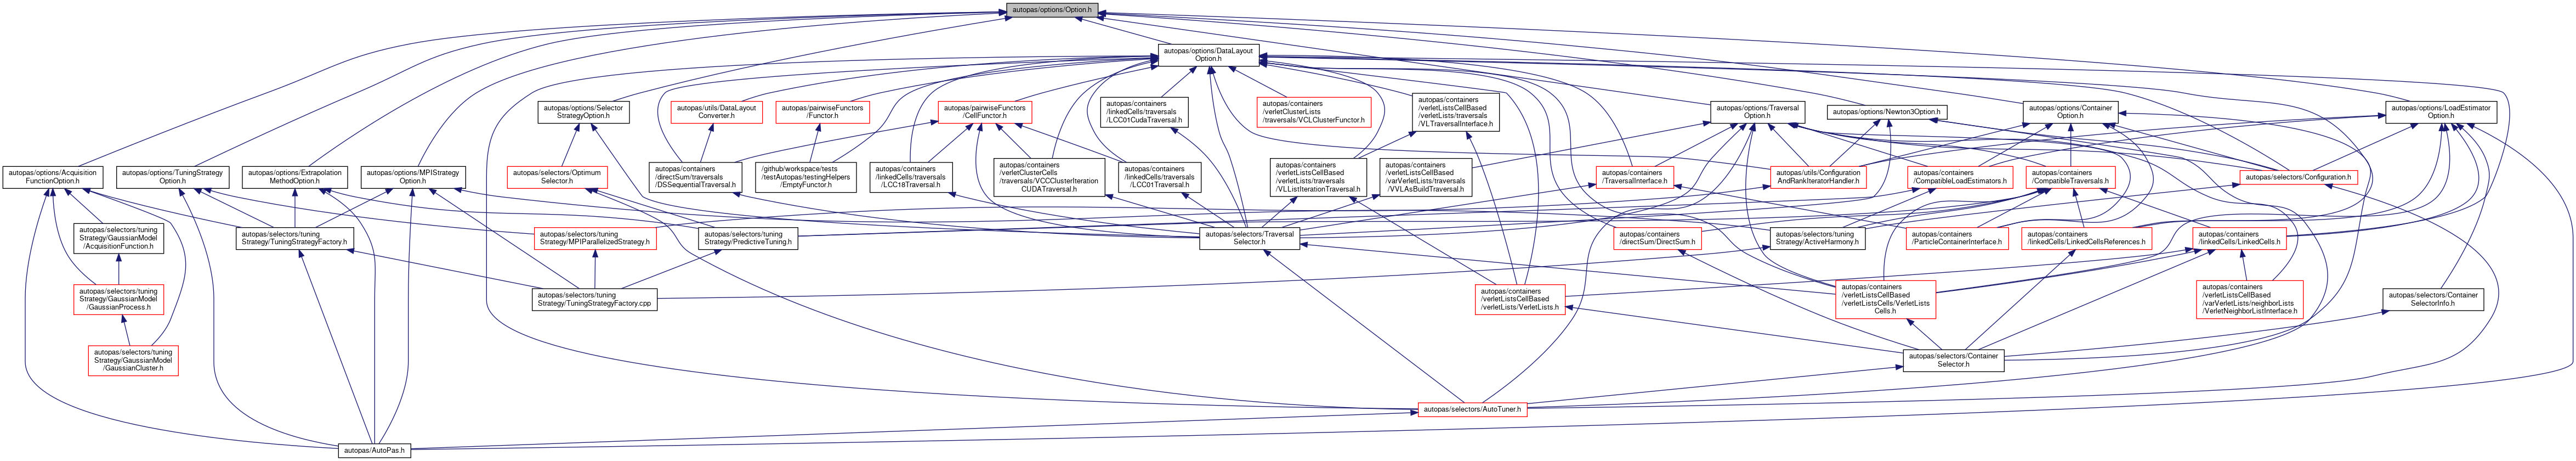 autopas/options/Option.h
autopas/options/DataLayout
Option.h
autopas/options/Selector
StrategyOption.h
autopas/utils/DataLayout
Converter.h
autopas/pairwiseFunctors
/Functor.h
autopas/pairwiseFunctors
/CellFunctor.h
autopas/containers
/linkedCells/traversals
/LCC01CudaTraversal.h
autopas/containers
/verletClusterLists
/traversals/VCLClusterFunctor.h
autopas/containers
/verletListsCellBased
/verletLists/traversals
/VLTraversalInterface.h
autopas/options/Traversal
Option.h
autopas/options/Newton3Option.h
autopas/options/Container
Option.h
autopas/options/LoadEstimator
Option.h
autopas/options/Acquisition
FunctionOption.h
autopas/options/TuningStrategy
Option.h
autopas/options/Extrapolation
MethodOption.h
autopas/options/MPIStrategy
Option.h
autopas/selectors/Optimum
Selector.h
autopas/containers
/directSum/traversals
/DSSequentialTraversal.h
/github/workspace/tests
/testAutopas/testingHelpers
/EmptyFunctor.h
autopas/containers
/linkedCells/traversals
/LCC18Traversal.h
autopas/containers
/verletClusterCells
/traversals/VCCClusterIteration
CUDATraversal.h
autopas/containers
/linkedCells/traversals
/LCC01Traversal.h
autopas/containers
/verletListsCellBased
/verletLists/traversals
/VLListIterationTraversal.h
autopas/containers
/verletListsCellBased
/varVerletLists/traversals
/VVLAsBuildTraversal.h
autopas/containers
/TraversalInterface.h
autopas/utils/Configuration
AndRankIteratorHandler.h
autopas/containers
/CompatibleLoadEstimators.h
autopas/containers
/CompatibleTraversals.h
autopas/selectors/Configuration.h
autopas/selectors/tuning
Strategy/GaussianModel
/AcquisitionFunction.h
autopas/selectors/tuning
Strategy/TuningStrategyFactory.h
autopas/selectors/tuning
Strategy/MPIParallelizedStrategy.h
autopas/selectors/tuning
Strategy/PredictiveTuning.h
autopas/selectors/Traversal
Selector.h
autopas/containers
/directSum/DirectSum.h
autopas/selectors/tuning
Strategy/ActiveHarmony.h
autopas/containers
/ParticleContainerInterface.h
autopas/containers
/linkedCells/LinkedCellsReferences.h
autopas/containers
/linkedCells/LinkedCells.h
autopas/selectors/tuning
Strategy/GaussianModel
/GaussianProcess.h
autopas/selectors/tuning
Strategy/TuningStrategyFactory.cpp
autopas/containers
/verletListsCellBased
/verletLists/VerletLists.h
autopas/containers
/verletListsCellBased
/verletListsCells/VerletLists
Cells.h
autopas/containers
/verletListsCellBased
/varVerletLists/neighborLists
/VerletNeighborListInterface.h
autopas/selectors/Container
SelectorInfo.h
autopas/selectors/tuning
Strategy/GaussianModel
/GaussianCluster.h
autopas/selectors/Container
Selector.h
autopas/selectors/AutoTuner.h
autopas/AutoPas.h